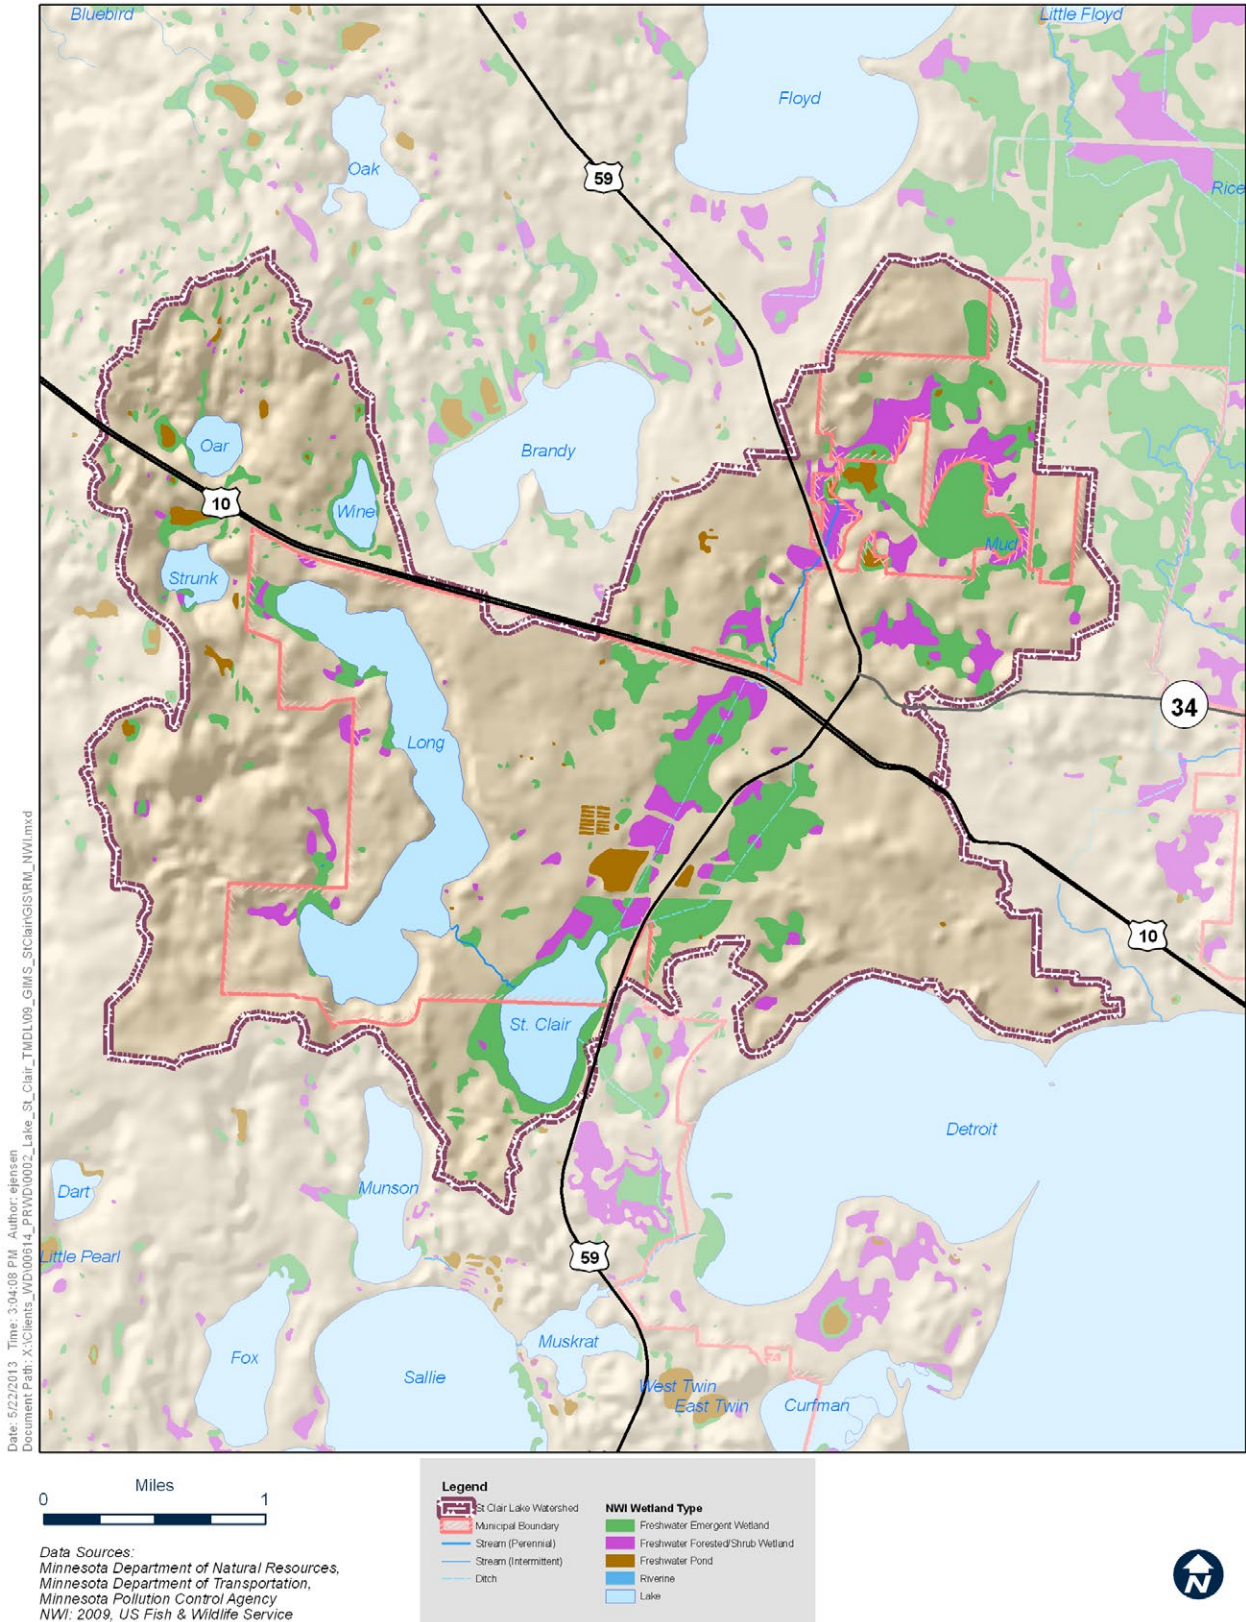 Bluebird
Little Floyd
Floyd
Oak
59
Rice
Oar
Brandy
10
Wine
Mud
Strunk
Long
34
10
St. Clair
Detroit
Dart
Munson
Little Pearl
59
Muskrat
Fox
Sallie
West Twin
East Twin
Curfman
Date: 5/22/2013 Time: 3:04:08 PM Author: ejensen
Document Path: X:\Clients_WD\00614_PRWD\0002_Lake_St_Clair_TMDL\09_GIMS_StClair\GIS\RM_NWI.mxd
Miles
0 1
Data Sources:
Minnesota Department of Natural Resources,
Minnesota Department of Transportation,
Minnesota Pollution Control Agency
NWI: 2009, US Fish & Wildlife Service
Legend
St Clair Lake Watershed
Municipal Boundary
Stream (Perennial)
Stream (Intermittent)
Ditch
NWI Wetland Type
Freshwater Emergent Wetland
Freshwater Forested/Shrub Wetland
Freshwater Pond
Riverine
Lake
N